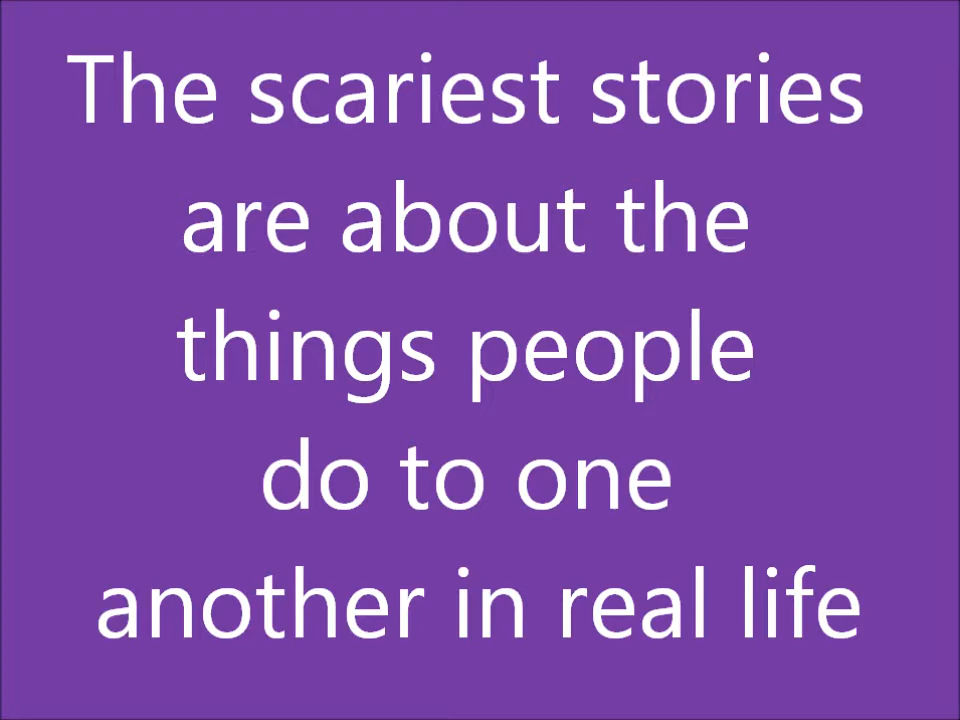 The scariest stories
are about the
things people
do to one
another in real life